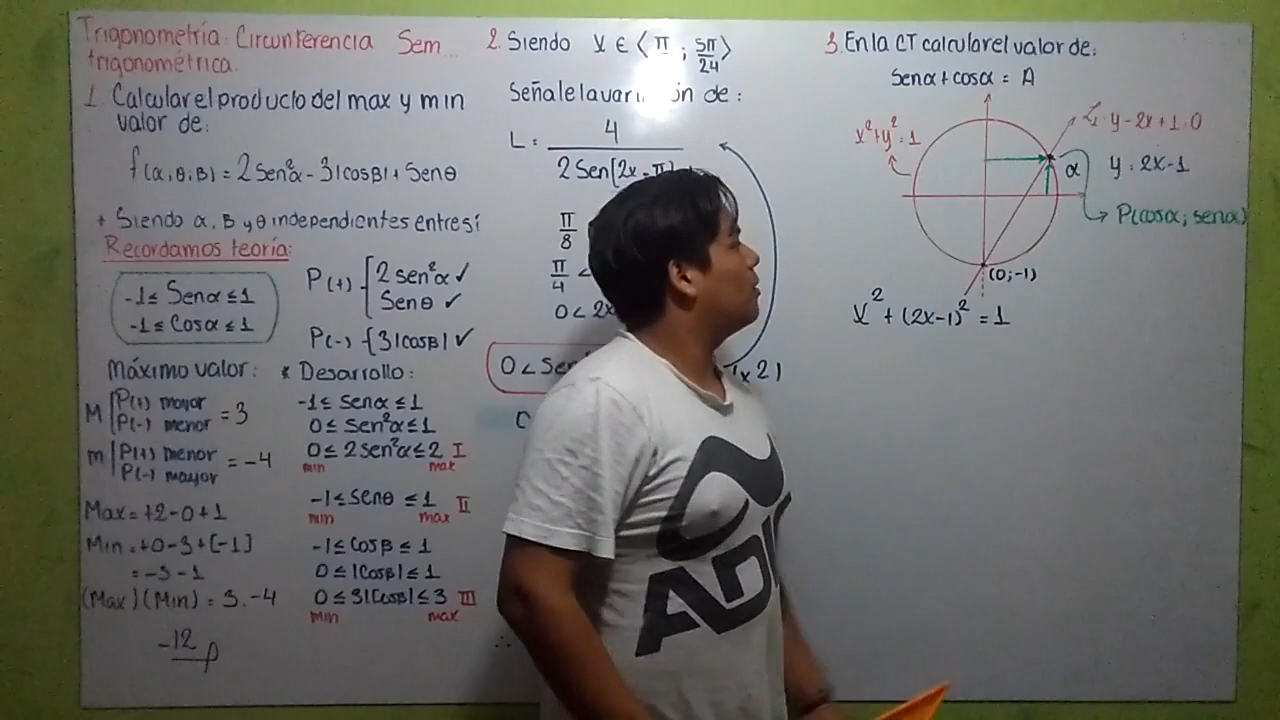 Trigonometría: Circunferencia Sem...
trigonométrica.
1. Calcular el producto del max y min
valor de:
f(α,θ,β) = 2 Sen²α - 3|cosβ| + Senθ
+ Siendo α, β y θ independientes entre sí
Recordamos teoría:
-1 ≤ Senα ≤ 1
-1 ≤ Cosα ≤ 1
P(+) { 2 sen²α ✓
Senθ ✓
P(-) { 3|cosβ| ✓
Máximo valor:
M | P(+) mayor
P(-) menor = 3
m | P(+) menor
P(-) mayor = -4
Max = +2-0+1
Min = +0-3+[-1]
= -3-1
(Max)(Min) = 3.-4
-12
* Desarrollo:
-1 ≤ Senα ≤ 1
0 ≤ Sen²α ≤ 1
0 ≤ 2Sen²α ≤ 2 I
min max
-1 ≤ Senθ ≤ 1 II
min max
-1 ≤ Cosβ ≤ 1
0 ≤ |Cosβ| ≤ 1
0 ≤ 3|Cosβ| ≤ 3 III
min max
2. Siendo x ∈ ⟨π ; 5π/24⟩
Señale la variación de:
L = 4
2 Sen[2x - π
π/8
π/4 <
0 < 2x
0 < Sen
(x2)
0
∴
3. En la CT calcular el valor de:
Senα + cosα = A
x² + y² = 1
L: y - 2x + 1 = 0
y = 2x - 1
α
P(cosα; senα)
(0;-1)
x² + (2x-1)² = 1
ADI